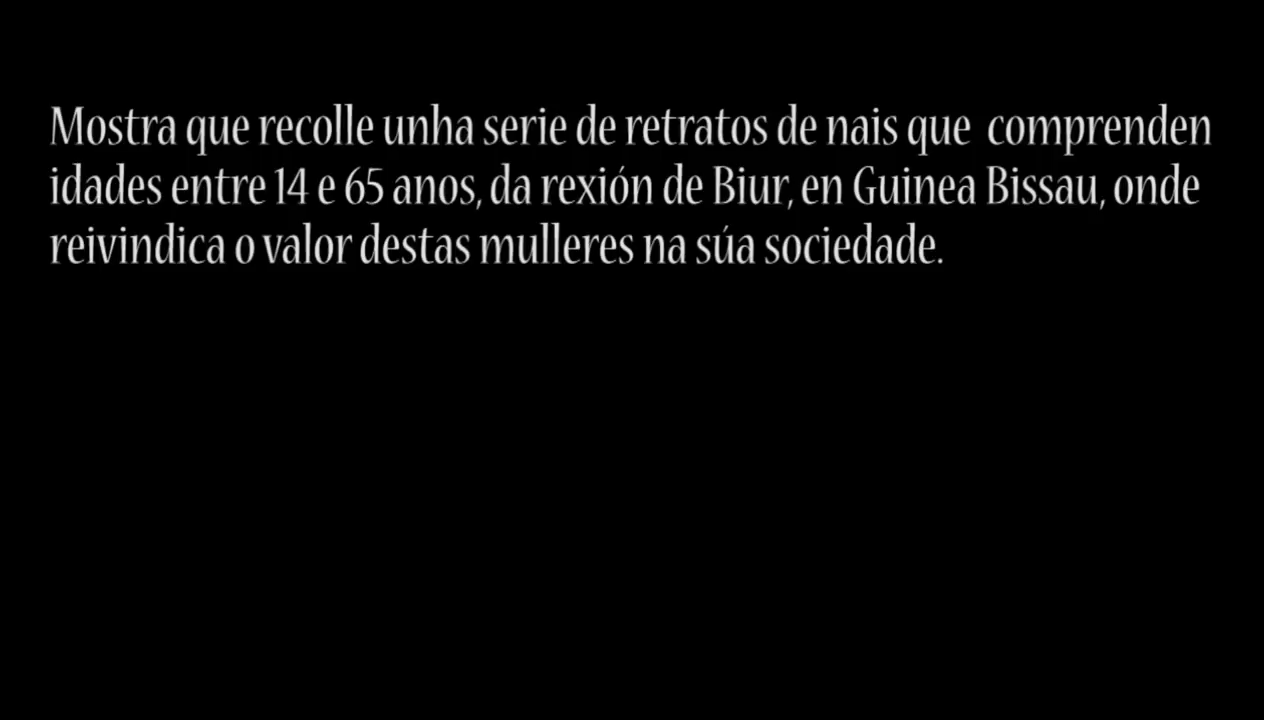 Mostra que recolle unha serie de retratos de nais que comprenden
idades entre 14 e 65 anos, da rexión de Biur, en Guinea Bissau, onde
reivindica o valor destas mulleres na súa sociedade.